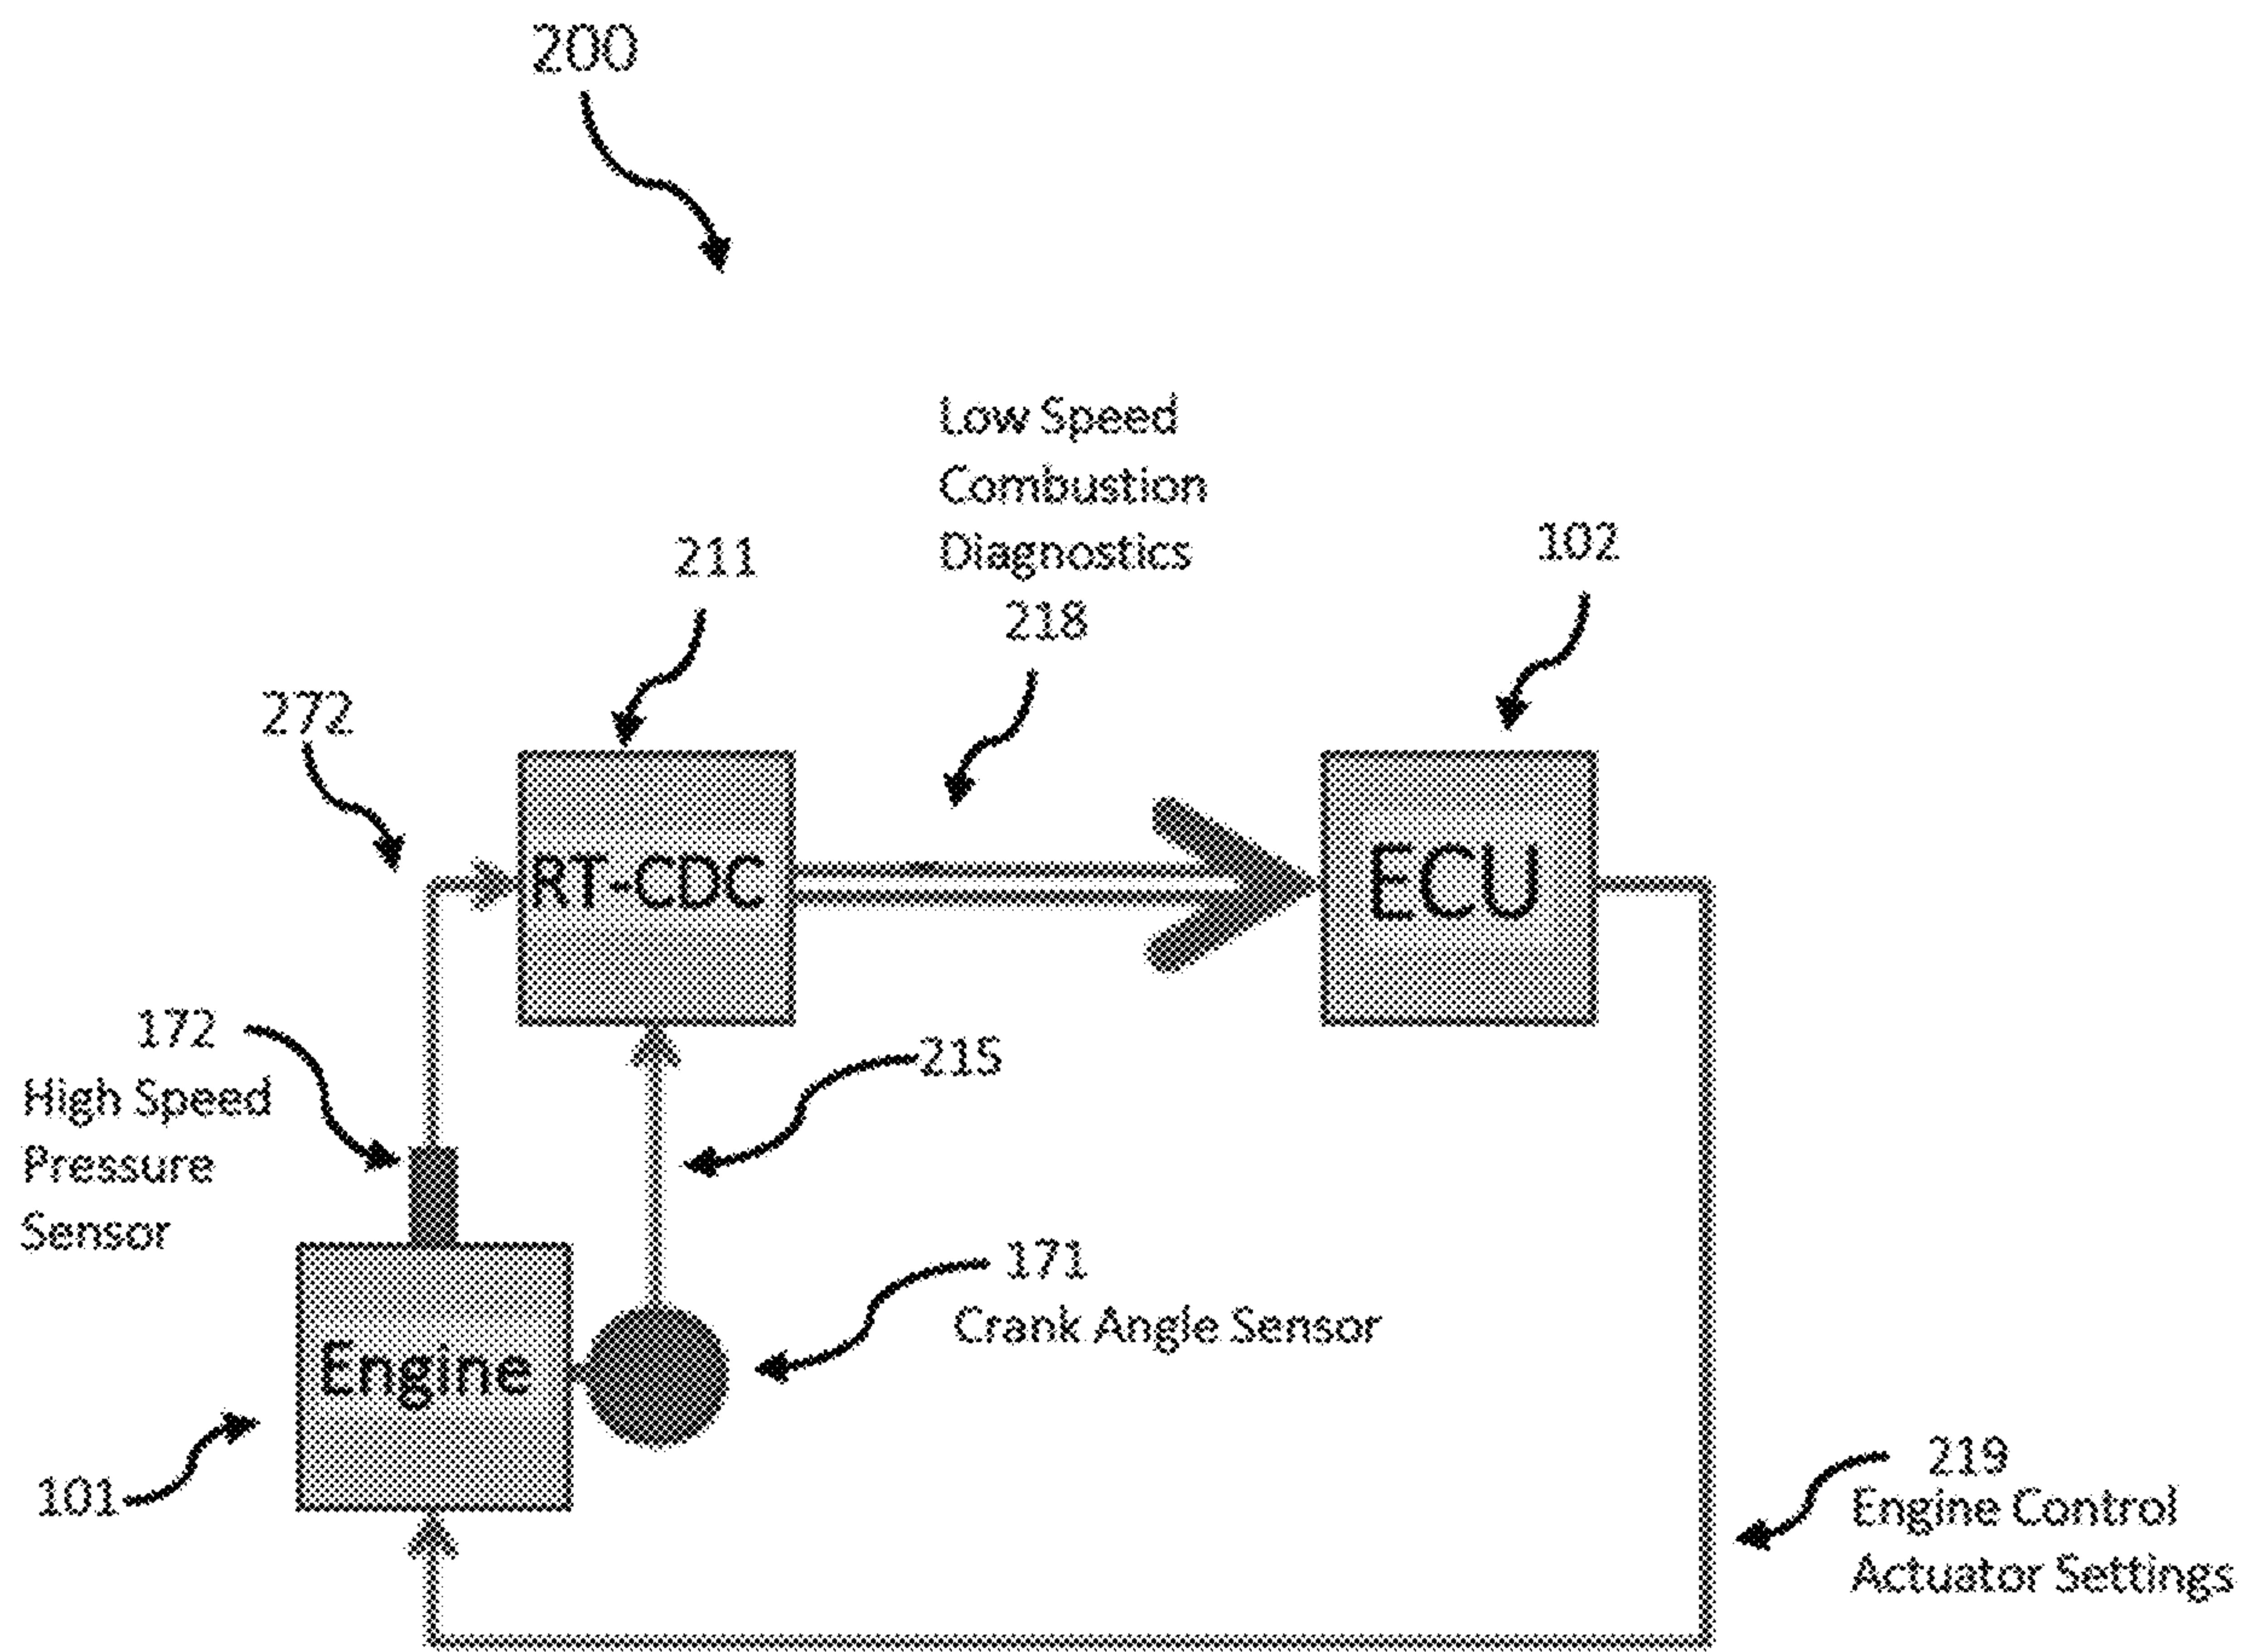 200
Low Speed
Combustion
Diagnostics
218
211
102
272
RT-CDC
ECU
172
High Speed
Pressure
Sensor
215
171
Crank Angle Sensor
Engine
101
219
Engine Control
Actuator Settings